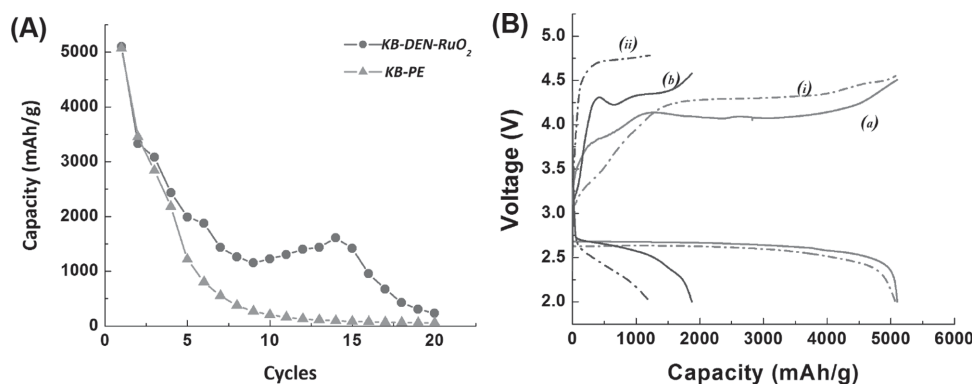 (A)
KB-DEN-RuO₂
KB-PE
5000
4000
3000
2000
1000
0
0
5
10
15
20
Capacity (mAh/g)
Cycles
(B)
5.0
4.5
4.0
3.5
3.0
2.5
2.0
(ii)
(b)
(i)
(a)
0
1000
2000
3000
4000
5000
6000
Voltage (V)
Capacity (mAh/g)